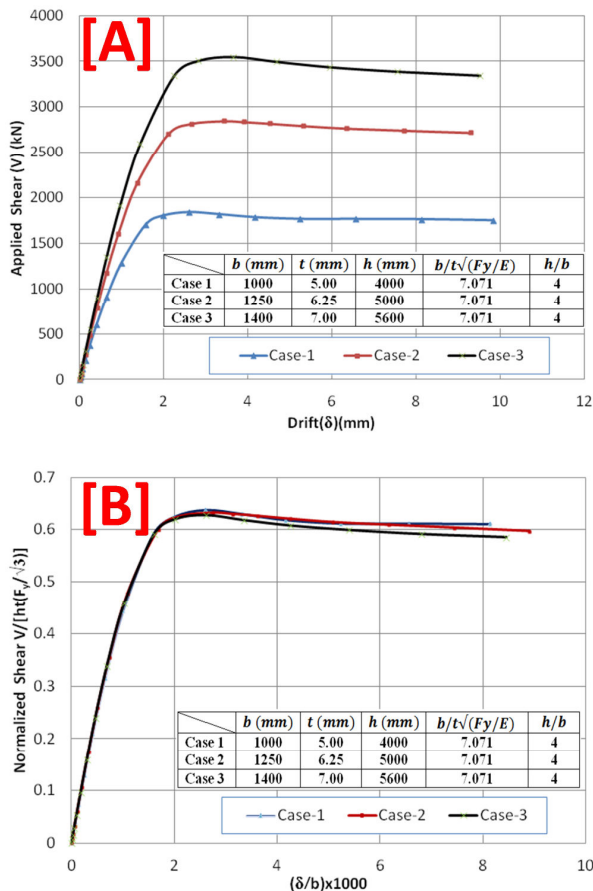 [A]
Applied Shear (V) (kN)
4000
3500
3000
2500
2000
1500
1000
500
0
b (mm) t (mm) h (mm) b/t√(Fy/E) h/b
Case 1 1000 5.00 4000 7.071 4
Case 2 1250 6.25 5000 7.071 4
Case 3 1400 7.00 5600 7.071 4
Case-1 Case-2 Case-3
0 2 4 6 8 10 12
Drift(δ)(mm)
[B]
Normalized Shear V/[ht(Fy/√3)]
0.7
0.6
0.5
0.4
0.3
0.2
0.1
0
b (mm) t (mm) h (mm) b/t√(Fy/E) h/b
Case 1 1000 5.00 4000 7.071 4
Case 2 1250 6.25 5000 7.071 4
Case 3 1400 7.00 5600 7.071 4
Case-1 Case-2 Case-3
0 2 4 6 8 10
(δ/b)x1000